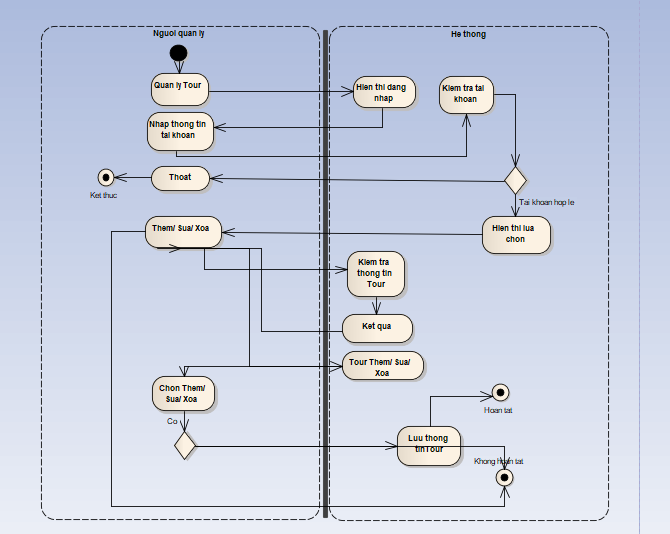 Nguoi quan ly
He thong
Quan ly Tour
Hien thi dang
nhap
Kiem tra tai
khoan
Nhap thong tin
tai khoan
Thoat
Ket thuc
Tai khoan hop le
Them/ Sua/ Xoa
Hien thi lua
chon
Kiem tra
thong tin
Tour
Ket qua
Tour Them/ Sua/
Xoa
Chon Them/
Sua/ Xoa
Hoan tat
Co
Luu thong
tin Tour
Khong hoan tat